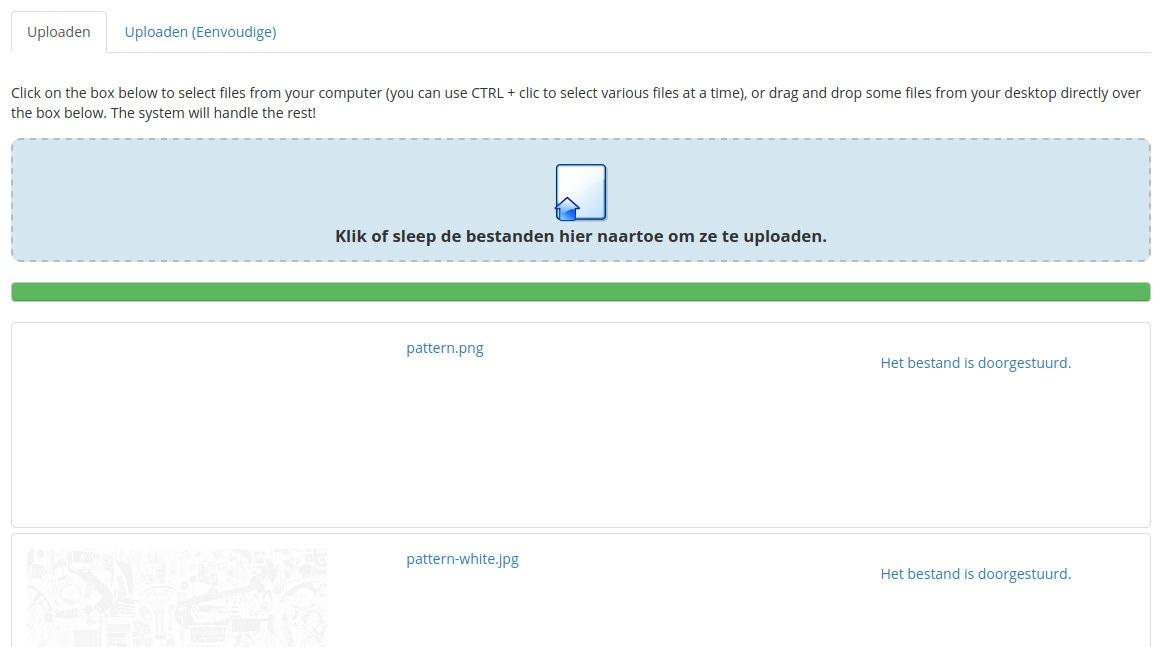 Uploaden
Uploaden (Eenvoudige)
Click on the box below to select files from your computer (you can use CTRL + clic to select various files at a time), or drag and drop some files from your desktop directly over
the box below. The system will handle the rest!
Klik of sleep de bestanden hier naartoe om ze te uploaden.
pattern.png
Het bestand is doorgestuurd.
pattern-white.jpg
Het bestand is doorgestuurd.